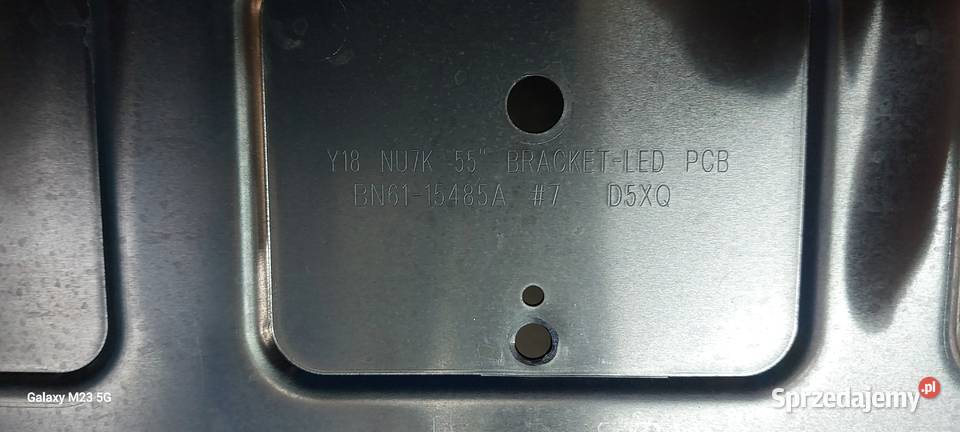 Y18 NU7K 55" BRACKET-LED PCB
BN61-15485A #7 D5XQ
Galaxy M23 5G
Sprzedajemy.pl